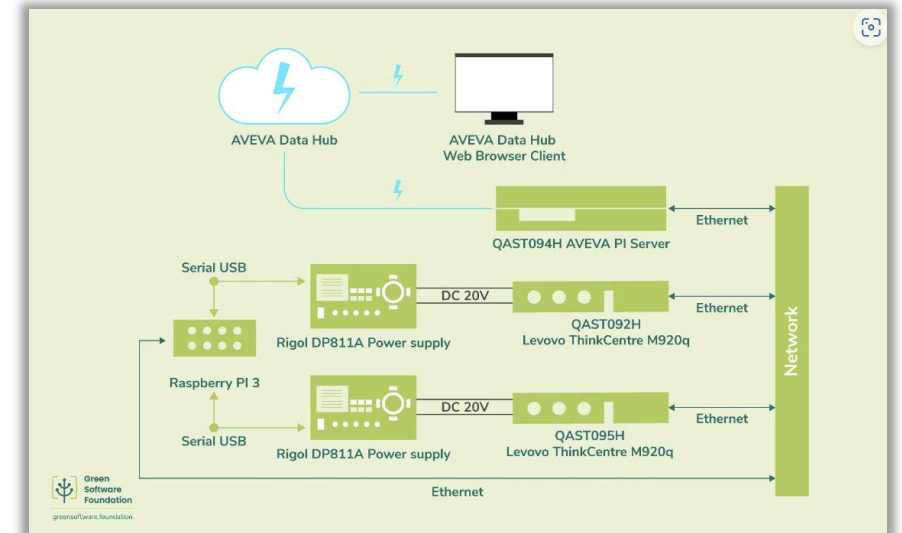 AVEVA Data Hub
AVEVA Data Hub
Web Browser Client
Ethernet
QAST094H AVEVA PI Server
Serial USB
DC 20V
Ethernet
QAST092H
Levovo ThinkCentre M920q
Rigol DP811A Power supply
Network
Raspberry PI 3
DC 20V
Ethernet
Serial USB
QAST095H
Levovo ThinkCentre M920q
Rigol DP811A Power supply
Ethernet
Green
Software
Foundation
greensoftware.foundation